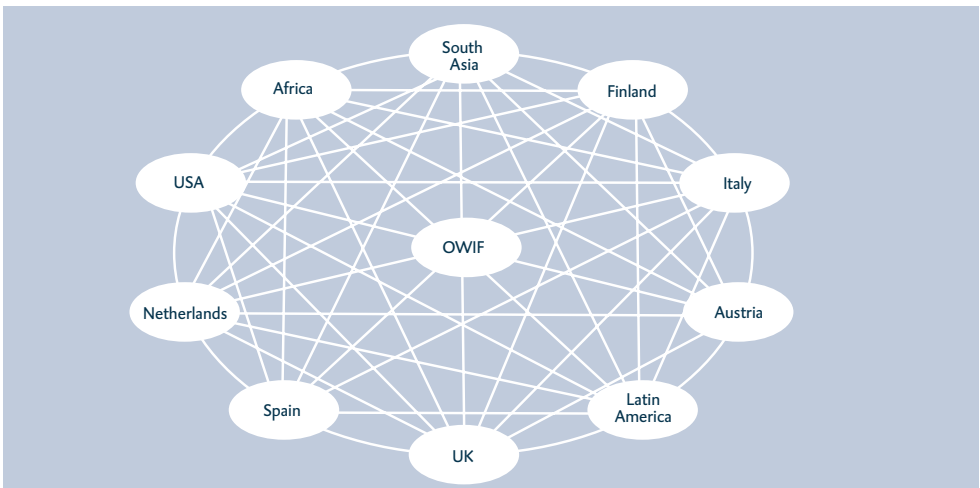 South
Asia
Africa
Finland
USA
Italy
OWIF
Netherlands
Austria
Spain
Latin
America
UK